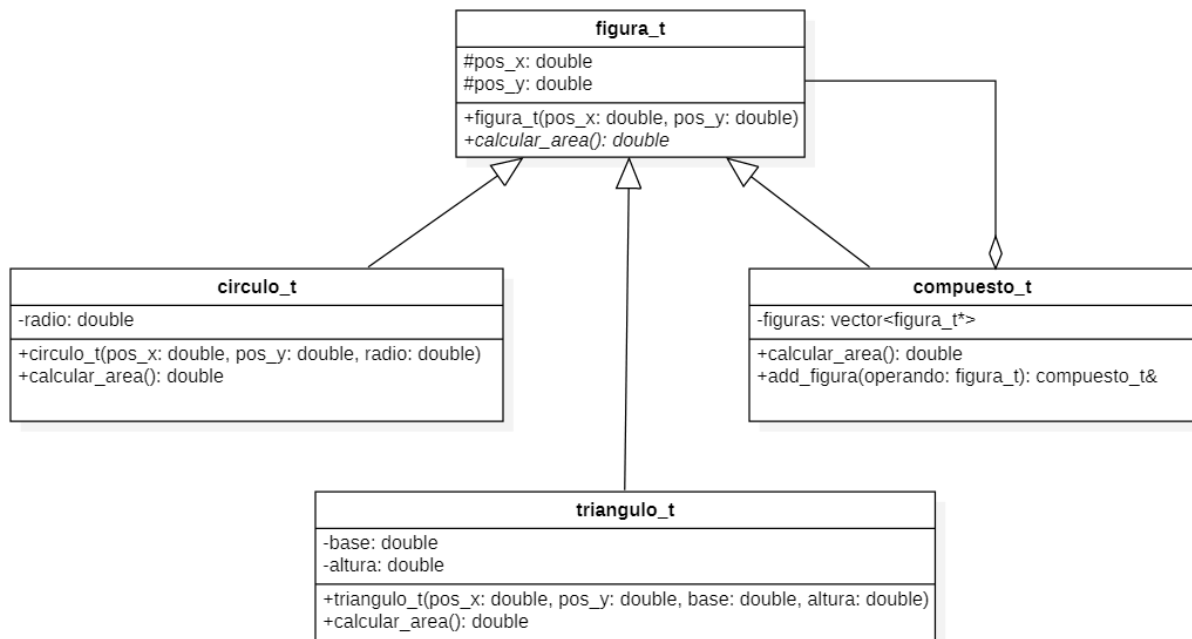 figura_t
#pos_x: double
#pos_y: double
+figura_t(pos_x: double, pos_y: double)
+calcular_area(): double
circulo_t
-radio: double
+circulo_t(pos_x: double, pos_y: double, radio: double)
+calcular_area(): double
compuesto_t
-figuras: vector<figura_t*>
+calcular_area(): double
+add_figura(operando: figura_t): compuesto_t&
triangulo_t
-base: double
-altura: double
+triangulo_t(pos_x: double, pos_y: double, base: double, altura: double)
+calcular_area(): double